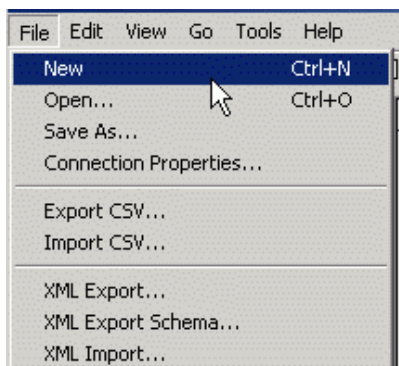 File Edit View Go Tools Help
New Ctrl+N
Open... Ctrl+O
Save As...
Connection Properties...
Export CSV...
Import CSV...
XML Export...
XML Export Schema...
XML Import...